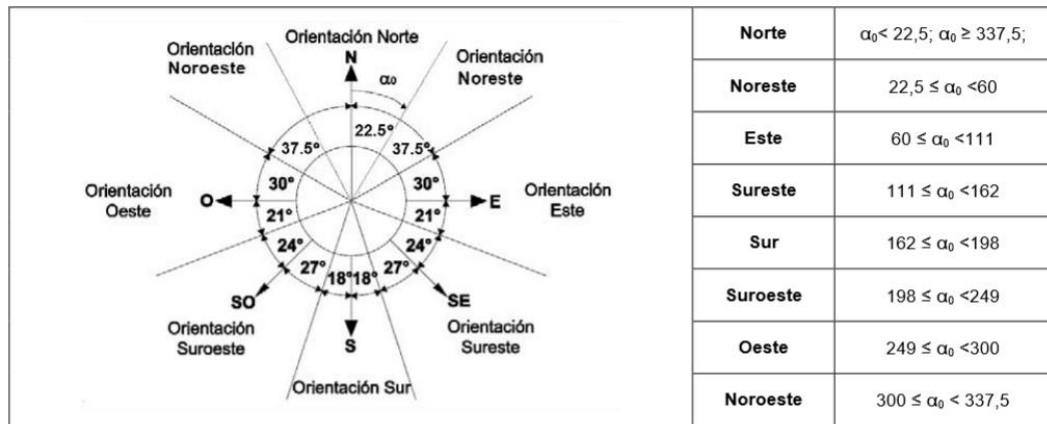 Orientación Norte
Orientación
Noroeste
N
α₀
Orientación
Noreste
22.5°
37.5°
37.5°
30°
30°
Orientación
Oeste
O
E
Orientación
Este
21°
21°
24°
24°
27°
27°
18°
18°
SO
SE
S
Orientación
Suroeste
Orientación
Sureste
Orientación Sur
Norte α₀< 22,5; α₀ ≥ 337,5;
Noreste 22,5 ≤ α₀ <60
Este 60 ≤ α₀ <111
Sureste 111 ≤ α₀ <162
Sur 162 ≤ α₀ <198
Suroeste 198 ≤ α₀ <249
Oeste 249 ≤ α₀ <300
Noroeste 300 ≤ α₀ < 337,5